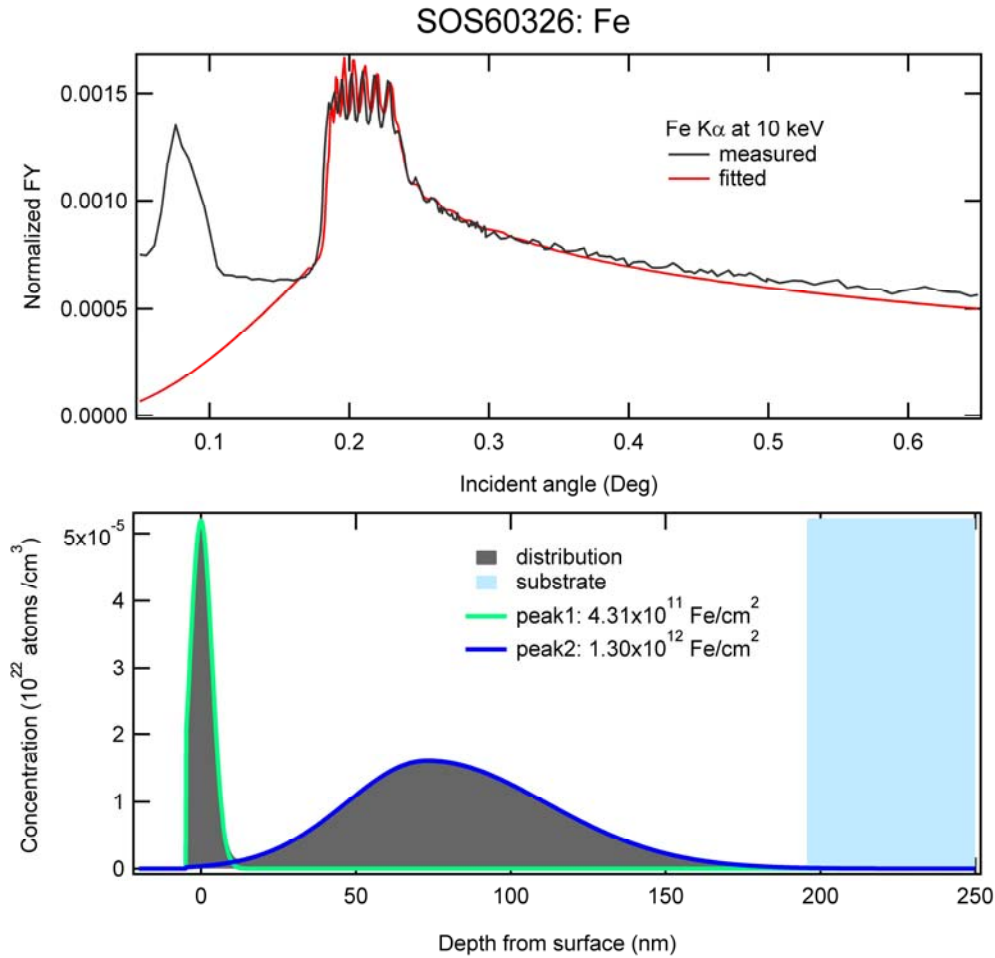 SOS60326: Fe
Normalized FY
0.0015
0.0010
0.0005
0.0000
Fe Kα at 10 keV
measured
fitted
0.1 0.2 0.3 0.4 0.5 0.6
Incident angle (Deg)
Concentration (10²² atoms /cm³)
5x10⁻⁵
4
3
2
1
0
distribution
substrate
peak1: 4.31x10¹¹ Fe/cm²
peak2: 1.30x10¹² Fe/cm²
0 50 100 150 200 250
Depth from surface (nm)